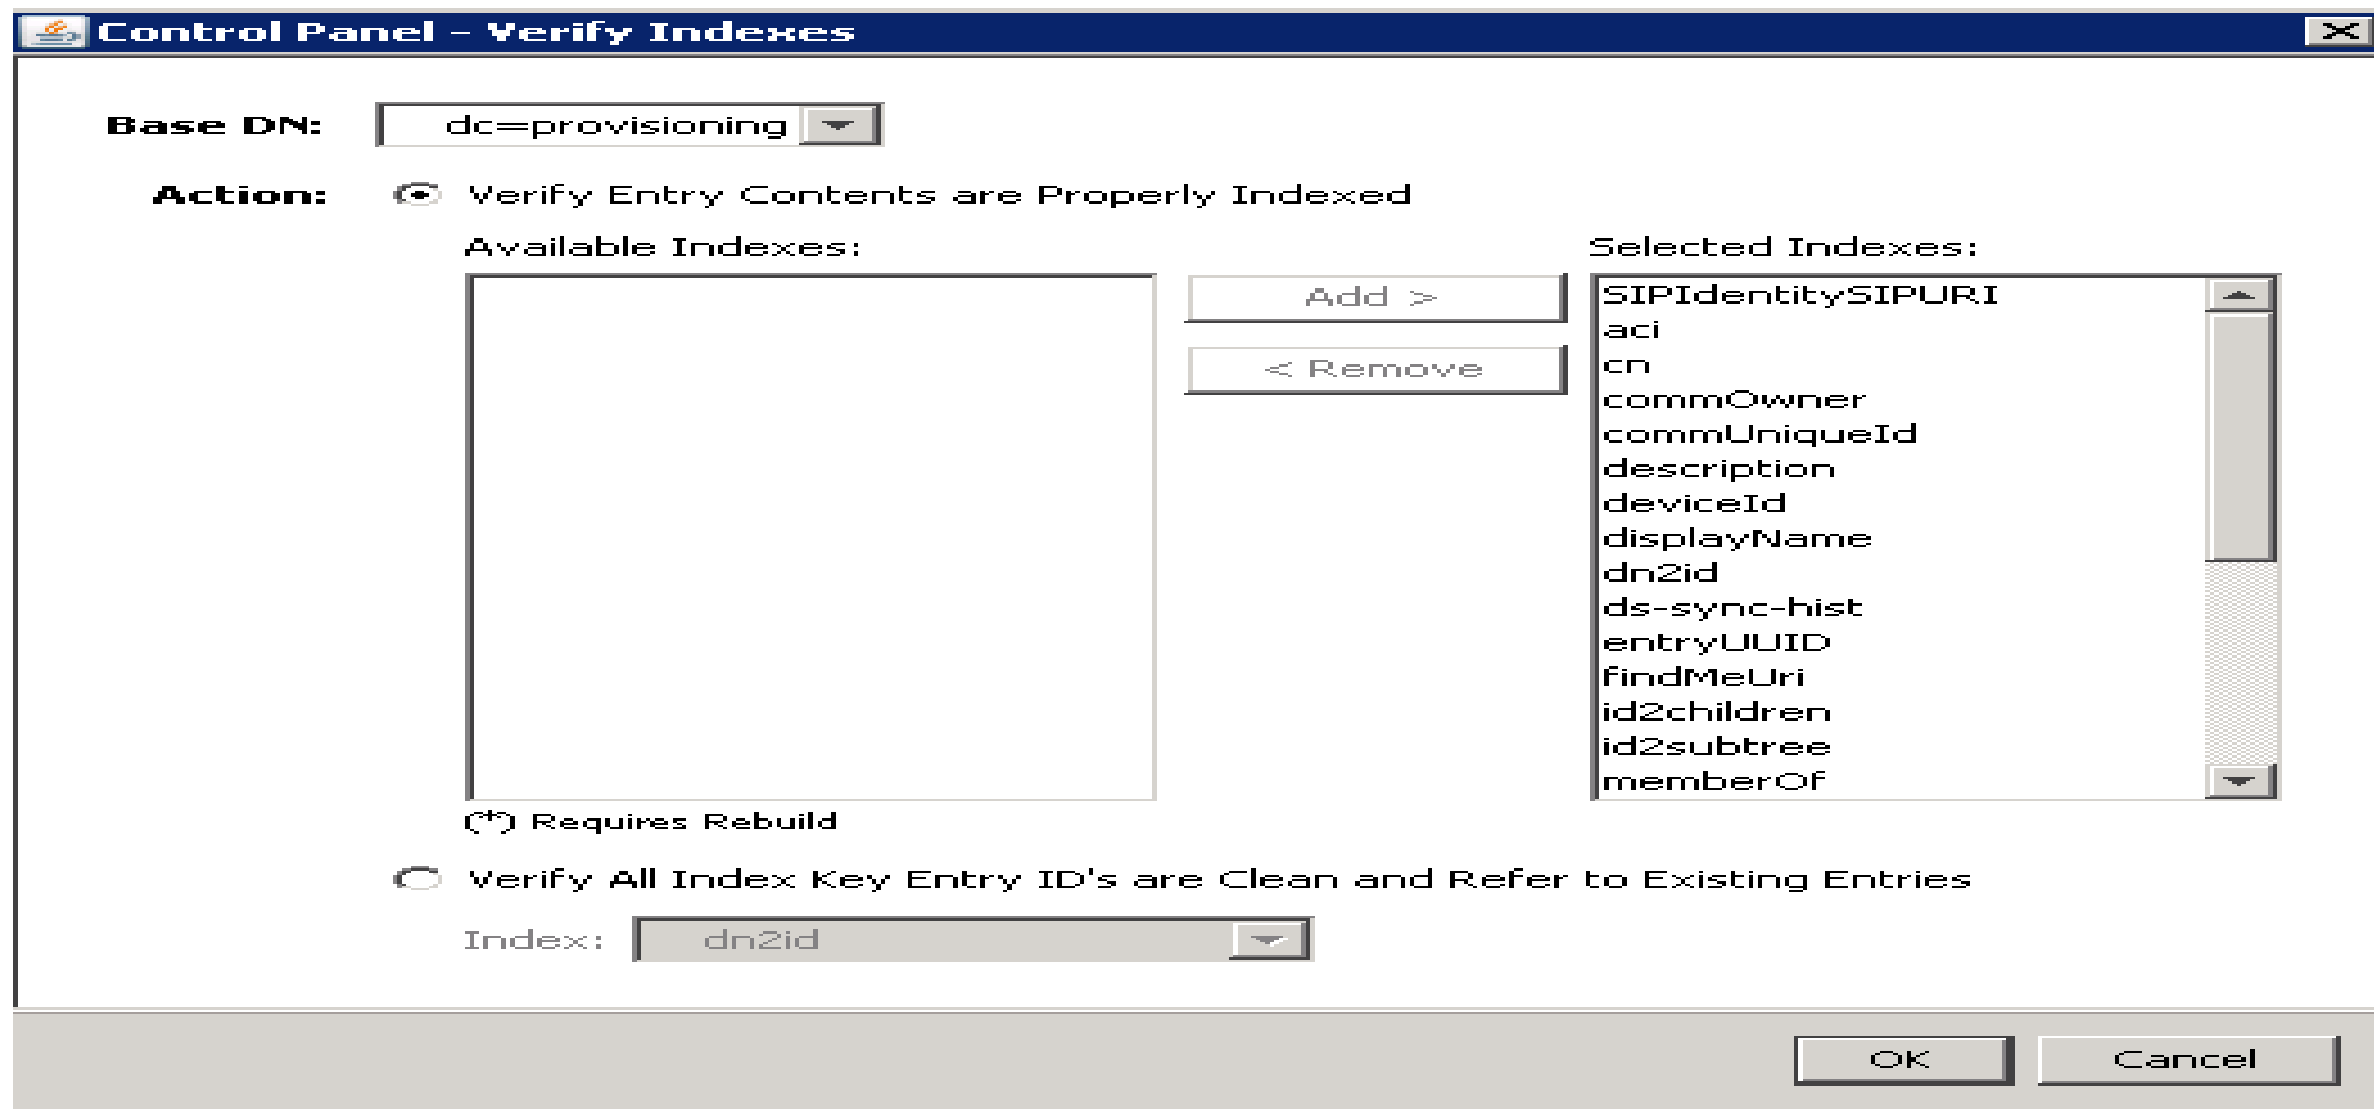 Control Panel - Verify Indexes
Base DN: dc=provisioning
Action: Verify Entry Contents are Properly Indexed
Available Indexes:
Selected Indexes:
Add >
< Remove
SIPIdentitySIPURI
aci
cn
commOwner
commUniqueId
description
deviceId
displayName
dn2id
ds-sync-hist
entryUUID
findMeUri
id2children
id2subtree
memberOf
(*) Requires Rebuild
Verify All Index Key Entry ID's are Clean and Refer to Existing Entries
Index: dn2id
OK
Cancel